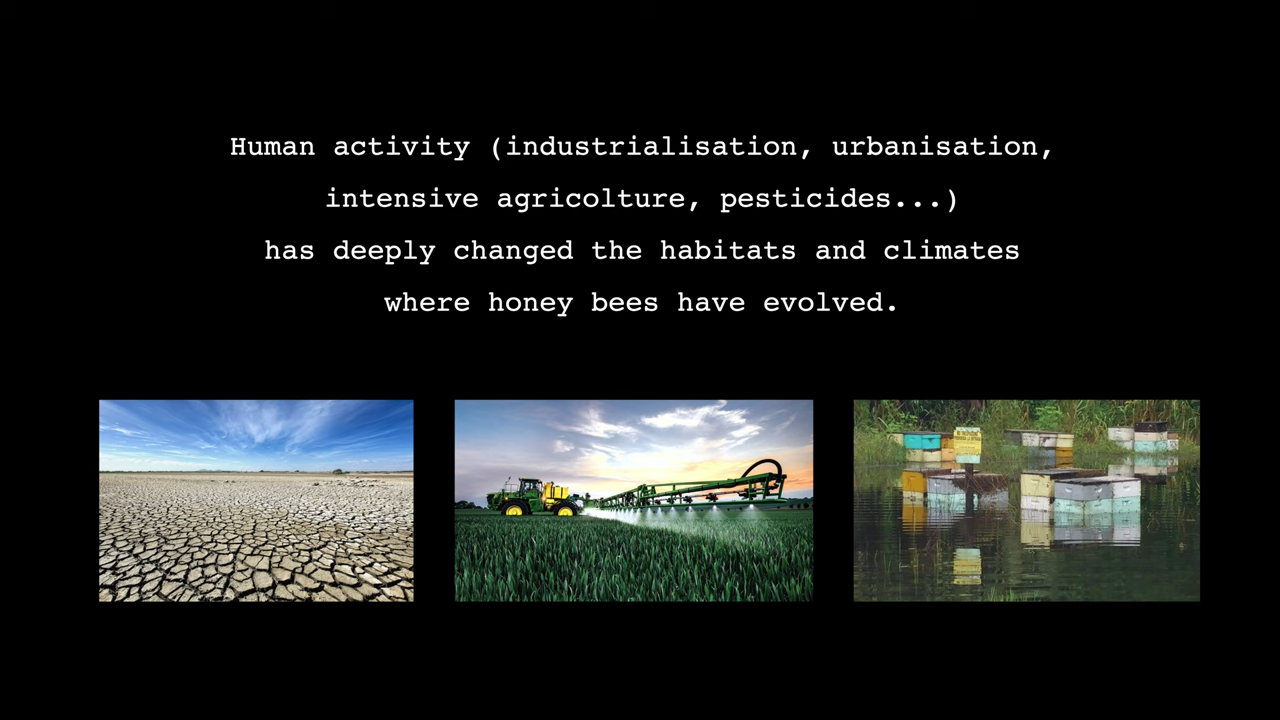 Human activity (industrialisation, urbanisation,
intensive agricolture, pesticides...)
has deeply changed the habitats and climates
where honey bees have evolved.